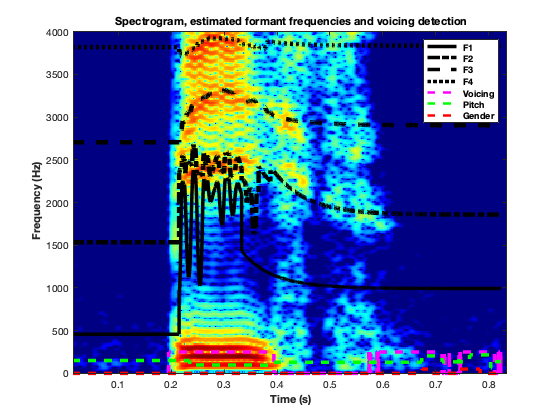 Spectrogram, estimated formant frequencies and voicing detection
4000
3500
3000
2500
2000
1500
1000
500
0
Frequency (Hz)
F1
F2
F3
F4
Voicing
Pitch
Gender
0.1
0.2
0.3
0.4
0.5
0.6
0.7
0.8
Time (s)